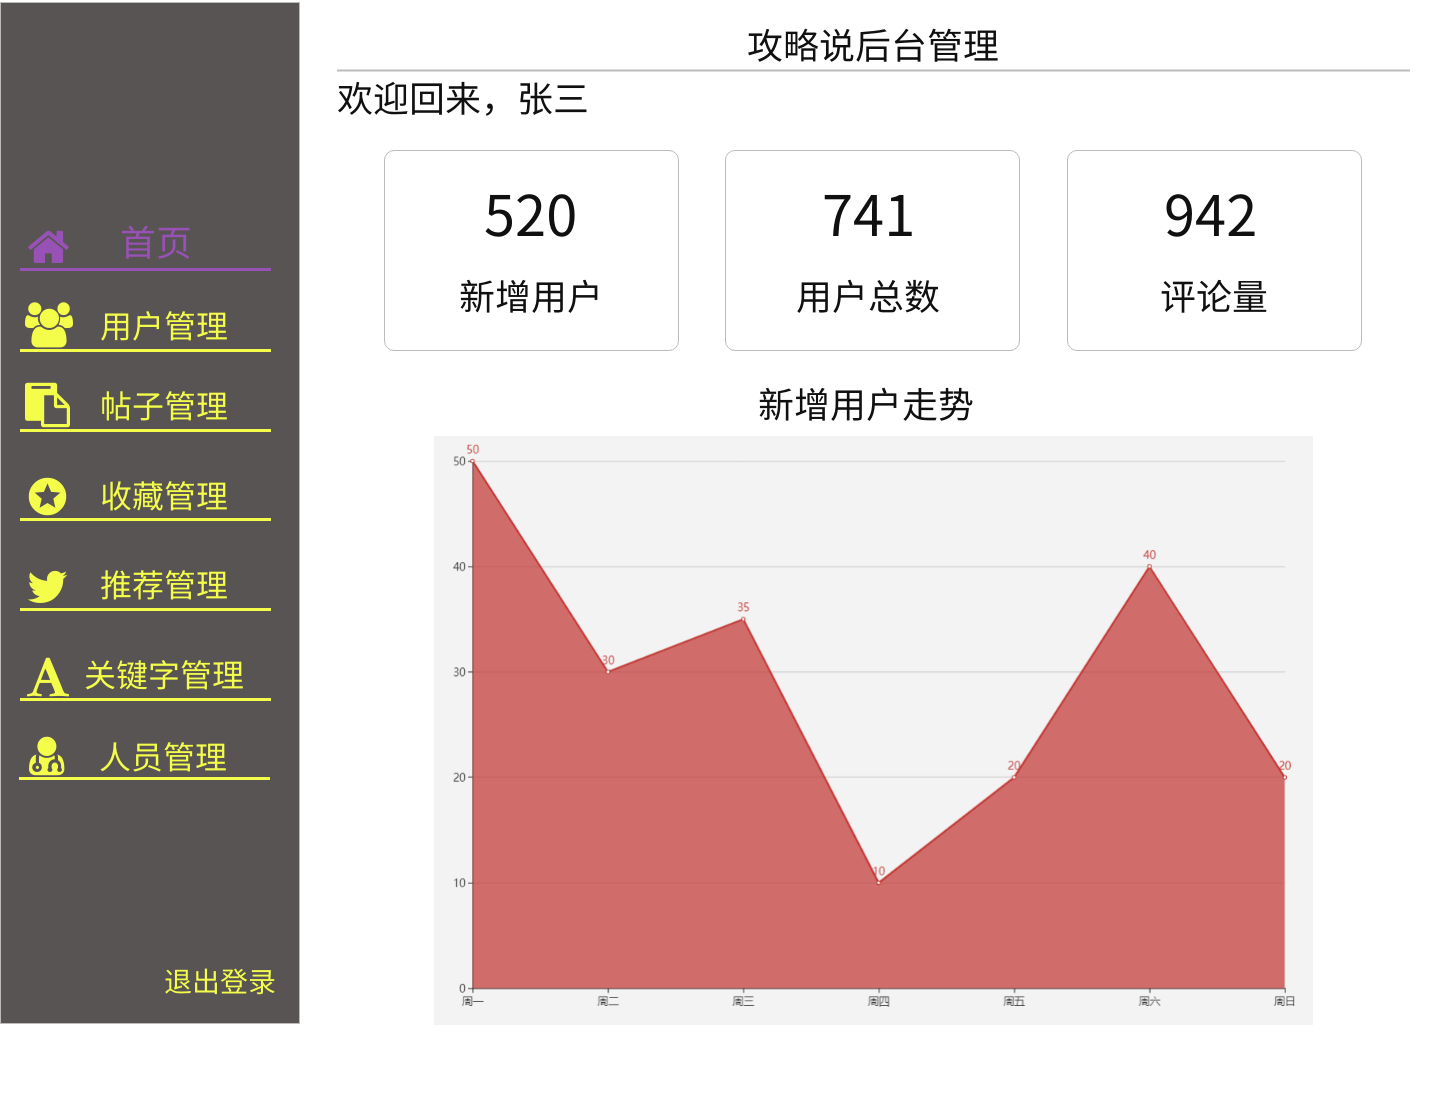 攻略说后台管理
欢迎回来，张三
首页
用户管理
帖子管理
收藏管理
推荐管理
关键字管理
人员管理
退出登录
520
新增用户
741
用户总数
942
评论量
新增用户走势
50
40
30
20
10
0
50
30
35
10
20
40
20
周一
周二
周三
周四
周五
周六
周日